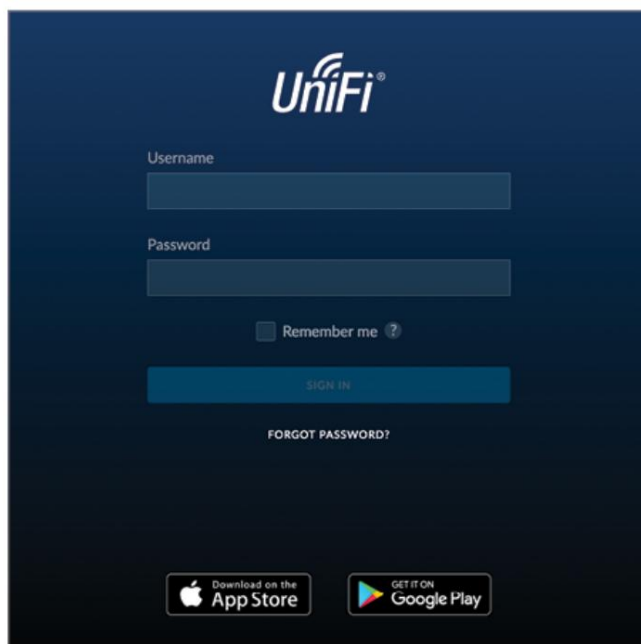 UniFi®
Username
Password
Remember me ?
SIGN IN
FORGOT PASSWORD?
Download on the
App Store
GET IT ON
Google Play